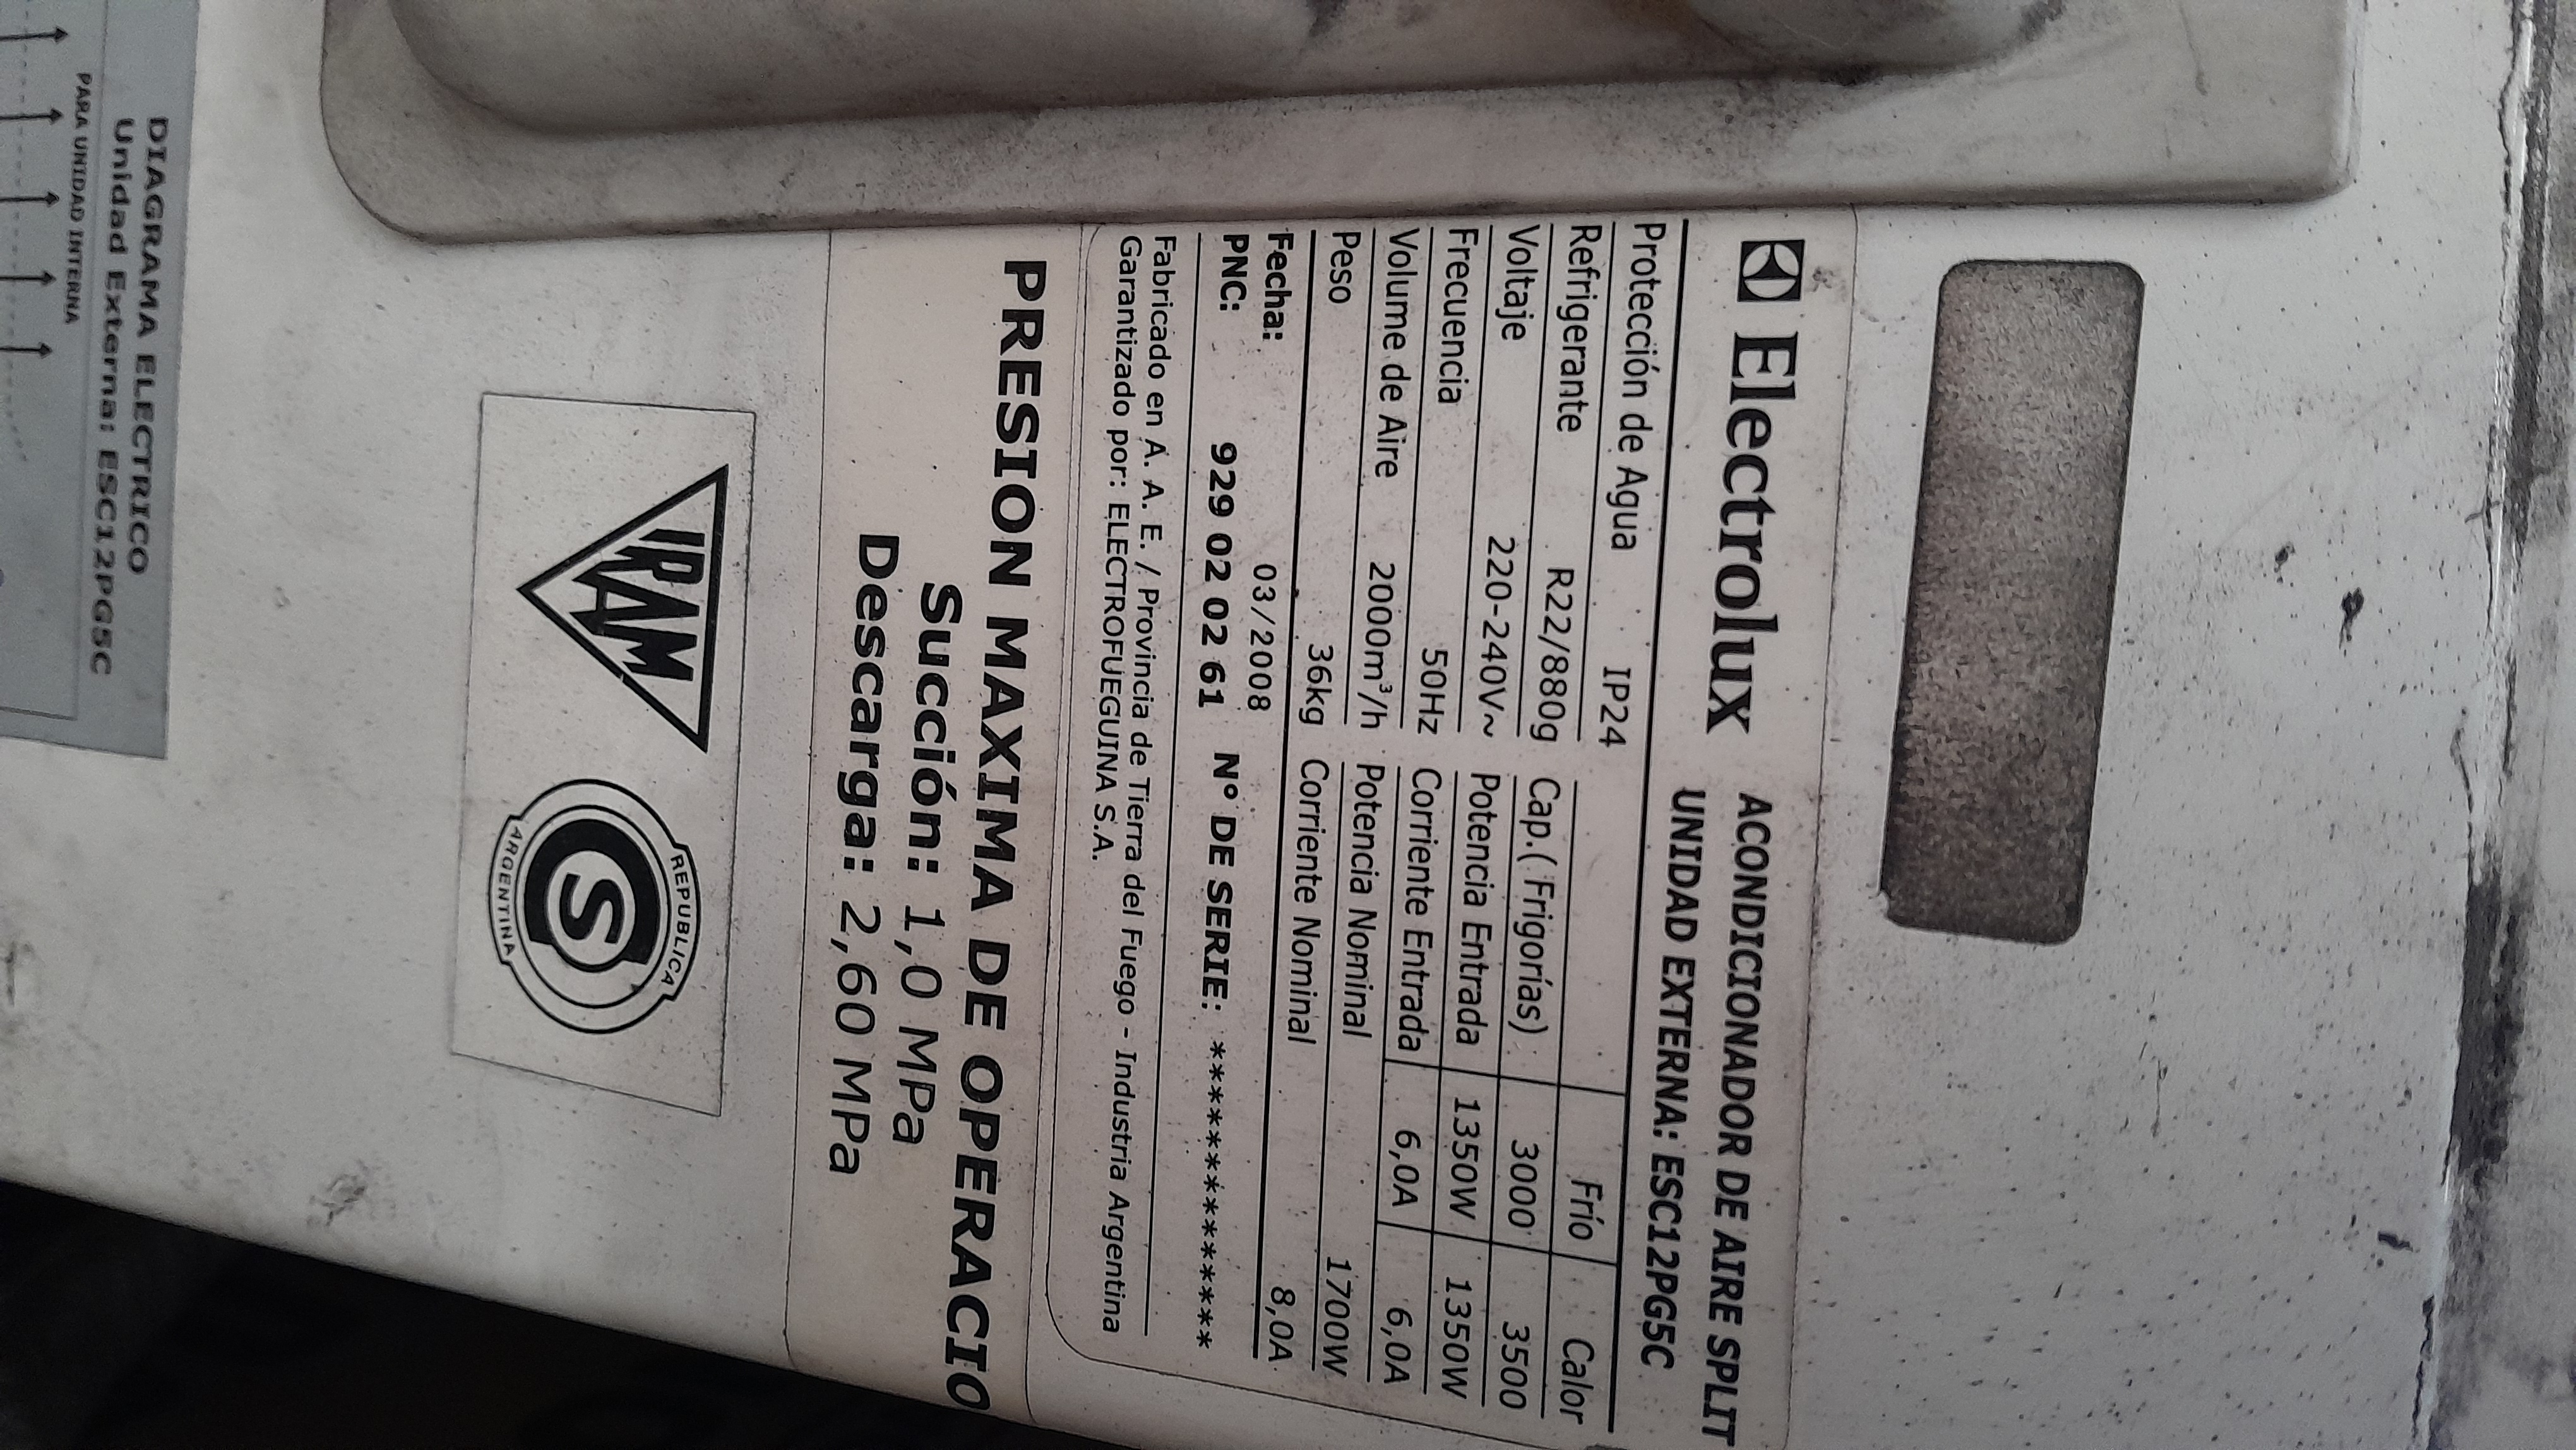 Electrolux
ACONDICIONADOR DE AIRE SPLIT
UNIDAD EXTERNA: ESC12PG5C
Protección de Agua IP24
Refrigerante R22/880g
Voltaje 220-240V~
Frecuencia 50Hz
Volume de Aire 2000m³/h
Peso 36kg
Frío Calor
Cap.( Frigorías) 3000 3500
Potencia Entrada 1350W 1350W
Corriente Entrada 6,0A 6,0A
Potencia Nominal 1700W
Corriente Nominal 8,0A
Fecha: 03/2008
PNC: 929 02 02 61 N° DE SERIE: **************
Fabricado en A. A. E. / Provincia de Tierra del Fuego - Industria Argentina
Garantizado por: ELECTROFUEGUINA S.A.
PRESION MAXIMA DE OPERACIO
Succión: 1,0 MPa
Descarga: 2,60 MPa
IRAM
REPUBLICA
S
ARGENTINA
DIAGRAMA ELECTRICO
Unidad Externa: ESC12PG5C
PARA UNIDAD INTERNA